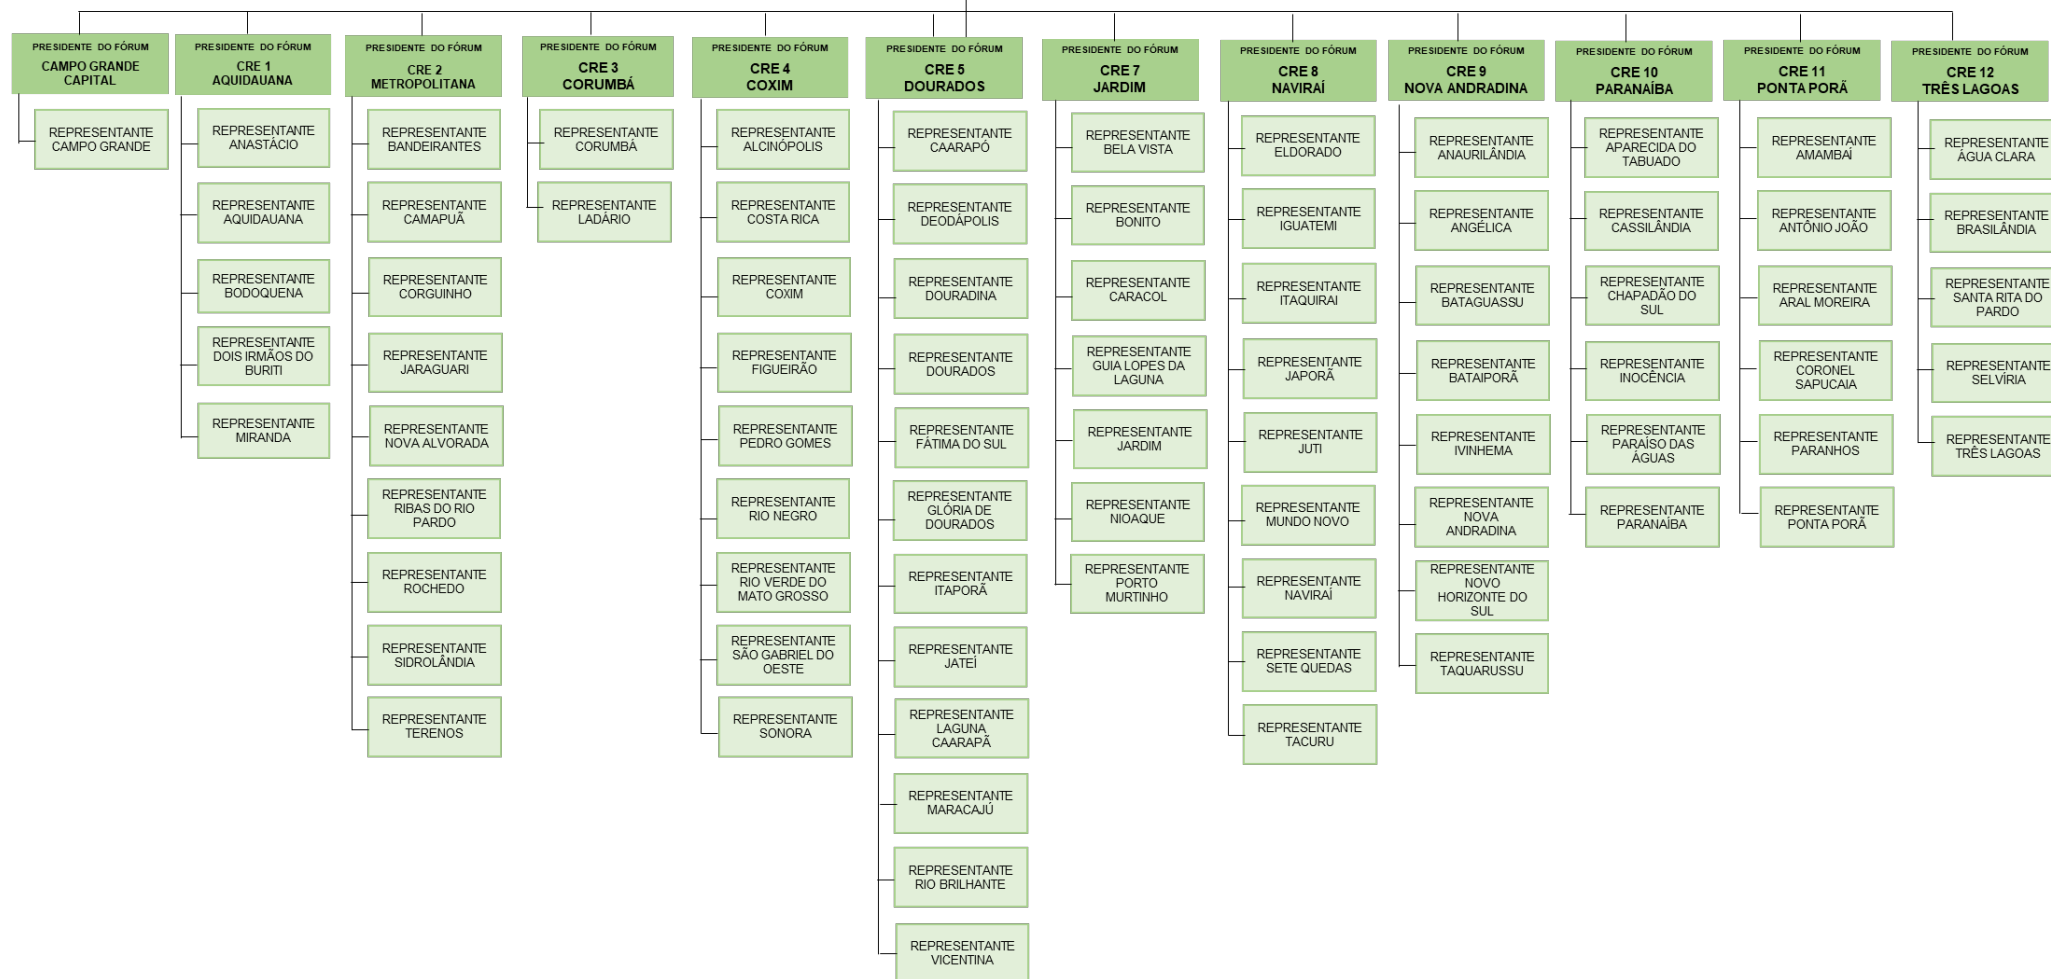 PRESIDENTE DO FÓRUM
CAMPO GRANDE
CAPITAL
REPRESENTANTE
CAMPO GRANDE
PRESIDENTE DO FÓRUM
CRE 1
AQUIDAUANA
REPRESENTANTE
ANASTÁCIO
REPRESENTANTE
AQUIDAUANA
REPRESENTANTE
BODOQUENA
REPRESENTANTE
DOIS IRMÃOS DO
BURITI
REPRESENTANTE
MIRANDA
PRESIDENTE DO FÓRUM
CRE 2
METROPOLITANA
REPRESENTANTE
BANDEIRANTES
REPRESENTANTE
CAMAPUÃ
REPRESENTANTE
CORGUINHO
REPRESENTANTE
JARAGUARI
REPRESENTANTE
NOVA ALVORADA
REPRESENTANTE
RIBAS DO RIO
PARDO
REPRESENTANTE
ROCHEDO
REPRESENTANTE
SIDROLÂNDIA
REPRESENTANTE
TERENOS
PRESIDENTE DO FÓRUM
CRE 3
CORUMBÁ
REPRESENTANTE
CORUMBÁ
REPRESENTANTE
LADÁRIO
PRESIDENTE DO FÓRUM
CRE 4
COXIM
REPRESENTANTE
ALCINÓPOLIS
REPRESENTANTE
COSTA RICA
REPRESENTANTE
COXIM
REPRESENTANTE
FIGUEIRÃO
REPRESENTANTE
PEDRO GOMES
REPRESENTANTE
RIO NEGRO
REPRESENTANTE
RIO VERDE DO
MATO GROSSO
REPRESENTANTE
SÃO GABRIEL DO
OESTE
REPRESENTANTE
SONORA
PRESIDENTE DO FÓRUM
CRE 5
DOURADOS
REPRESENTANTE
CAARAPÓ
REPRESENTANTE
DEODÁPOLIS
REPRESENTANTE
DOURADINA
REPRESENTANTE
DOURADOS
REPRESENTANTE
FÁTIMA DO SUL
REPRESENTANTE
GLÓRIA DE
DOURADOS
REPRESENTANTE
ITAPORÃ
REPRESENTANTE
JATEÍ
REPRESENTANTE
LAGUNA
CAARAPÃ
REPRESENTANTE
MARACAJÚ
REPRESENTANTE
RIO BRILHANTE
REPRESENTANTE
VICENTINA
PRESIDENTE DO FÓRUM
CRE 7
JARDIM
REPRESENTANTE
BELA VISTA
REPRESENTANTE
BONITO
REPRESENTANTE
CARACOL
REPRESENTANTE
GUIA LOPES DA
LAGUNA
REPRESENTANTE
JARDIM
REPRESENTANTE
NIOAQUE
REPRESENTANTE
PORTO
MURTINHO
PRESIDENTE DO FÓRUM
CRE 8
NAVIRAÍ
REPRESENTANTE
ELDORADO
REPRESENTANTE
IGUATEMI
REPRESENTANTE
ITAQUIRAI
REPRESENTANTE
JAPORÃ
REPRESENTANTE
JUTI
REPRESENTANTE
MUNDO NOVO
REPRESENTANTE
NAVIRAÍ
REPRESENTANTE
SETE QUEDAS
REPRESENTANTE
TACURU
PRESIDENTE DO FÓRUM
CRE 9
NOVA ANDRADINA
REPRESENTANTE
ANAURILÂNDIA
REPRESENTANTE
ANGÉLICA
REPRESENTANTE
BATAGUASSU
REPRESENTANTE
BATAIPORÃ
REPRESENTANTE
IVINHEMA
REPRESENTANTE
NOVA
ANDRADINA
REPRESENTANTE
NOVO
HORIZONTE DO
SUL
REPRESENTANTE
TAQUARUSSU
PRESIDENTE DO FÓRUM
CRE 10
PARANAÍBA
REPRESENTANTE
APARECIDA DO
TABUADO
REPRESENTANTE
CASSILÂNDIA
REPRESENTANTE
CHAPADÃO DO
SUL
REPRESENTANTE
INOCÊNCIA
REPRESENTANTE
PARAÍSO DAS
ÁGUAS
REPRESENTANTE
PARANAÍBA
PRESIDENTE DO FÓRUM
CRE 11
PONTA PORÃ
REPRESENTANTE
AMAMBAÍ
REPRESENTANTE
ANTÔNIO JOÃO
REPRESENTANTE
ARAL MOREIRA
REPRESENTANTE
CORONEL
SAPUCAIA
REPRESENTANTE
PARANHOS
REPRESENTANTE
PONTA PORÃ
PRESIDENTE DO FÓRUM
CRE 12
TRÊS LAGOAS
REPRESENTANTE
ÁGUA CLARA
REPRESENTANTE
BRASILÂNDIA
REPRESENTANTE
SANTA RITA DO
PARDO
REPRESENTANTE
SELVÍRIA
REPRESENTANTE
TRÊS LAGOAS